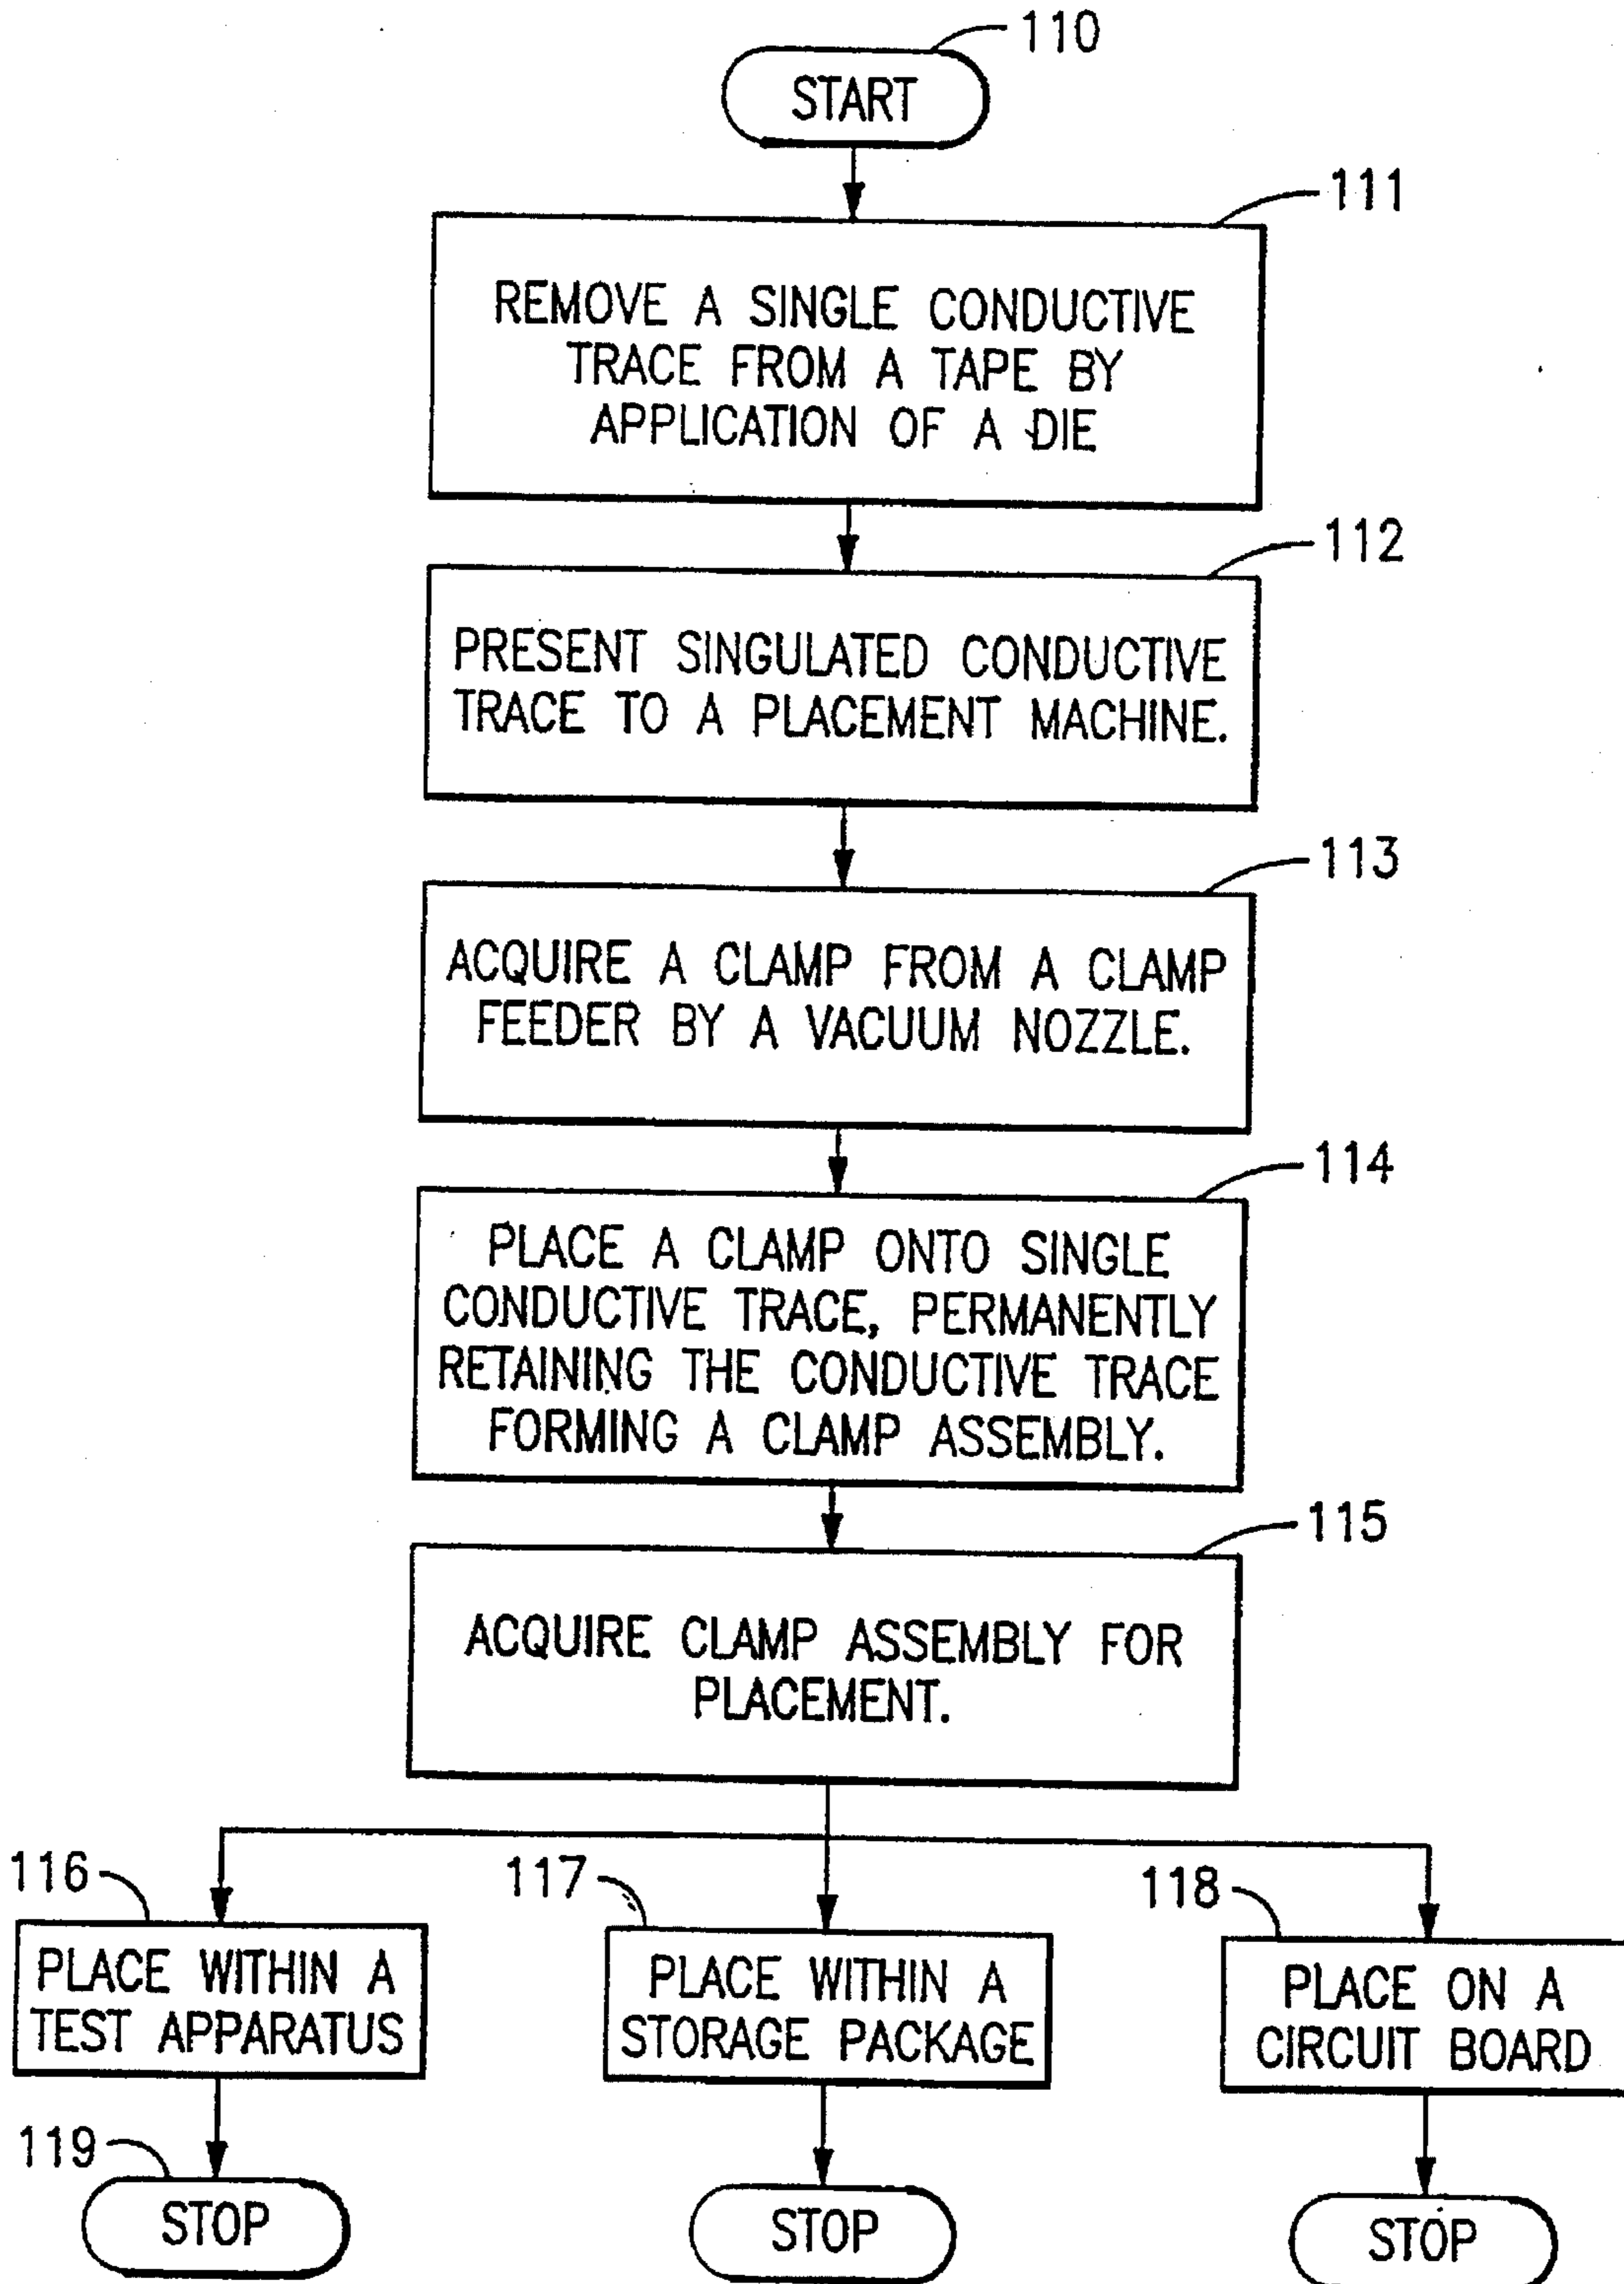 110
START
111
REMOVE A SINGLE CONDUCTIVE
TRACE FROM A TAPE BY
APPLICATION OF A DIE
112
PRESENT SINGULATED CONDUCTIVE
TRACE TO A PLACEMENT MACHINE.
113
ACQUIRE A CLAMP FROM A CLAMP
FEEDER BY A VACUUM NOZZLE.
114
PLACE A CLAMP ONTO SINGLE
CONDUCTIVE TRACE, PERMANENTLY
RETAINING THE CONDUCTIVE TRACE
FORMING A CLAMP ASSEMBLY.
115
ACQUIRE CLAMP ASSEMBLY FOR
PLACEMENT.
116
PLACE WITHIN A
TEST APPARATUS
117
PLACE WITHIN A
STORAGE PACKAGE
118
PLACE ON A
CIRCUIT BOARD
119
STOP
STOP
STOP